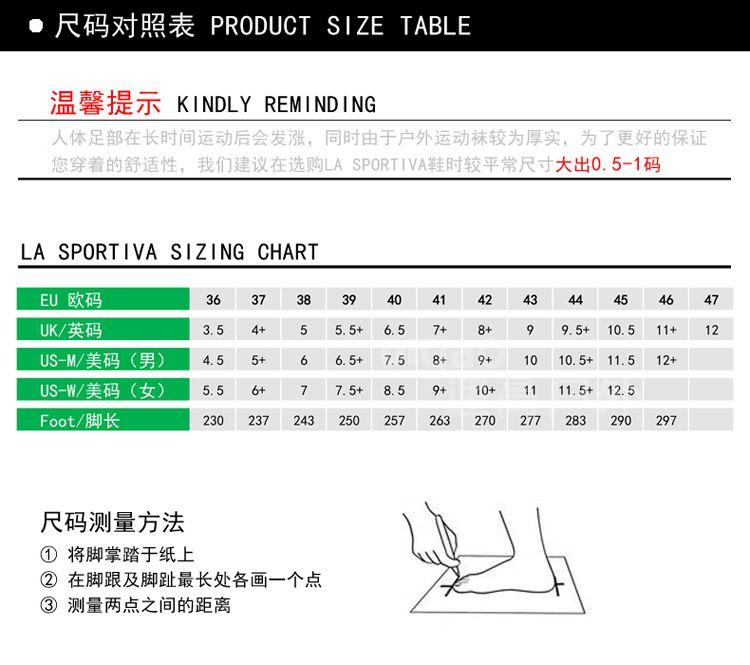 尺码对照表 PRODUCT SIZE TABLE
温馨提示 KINDLY REMINDING
人体足部在长时间运动后会发涨，同时由于户外运动袜较为厚实，为了更好的保证
您穿着的舒适性，我们建议在选购LA SPORTIVA鞋时较平常尺寸大出0.5-1码
LA SPORTIVA SIZING CHART
EU 欧码 36 37 38 39 40 41 42 43 44 45 46 47
UK/英码 3.5 4+ 5 5.5+ 6.5 7+ 8+ 9 9.5+ 10.5 11+ 12
US-M/美码（男） 4.5 5+ 6 6.5+ 7.5 8+ 9+ 10 10.5+ 11.5 12+
US-W/美码（女） 5.5 6+ 7 7.5+ 8.5 9+ 10+ 11 11.5+ 12.5
Foot/脚长 230 237 243 250 257 263 270 277 283 290 297
尺码测量方法
① 将脚掌踏于纸上
② 在脚跟及脚趾最长处各画一个点
③ 测量两点之间的距离